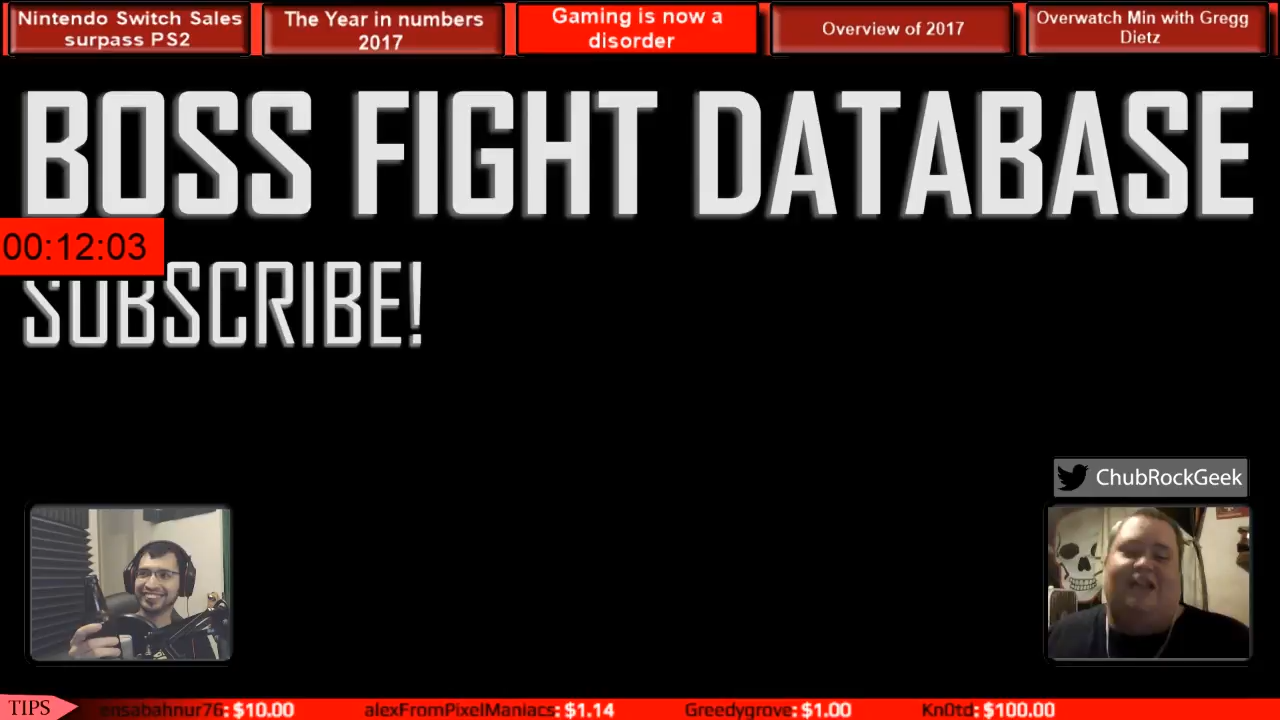 Nintendo Switch Sales
surpass PS2
The Year in numbers
2017
Gaming is now a
disorder
Overview of 2017
Overwatch Min with Gregg
Dietz
BOSS FIGHT DATABASE
00:12:03
SUBSCRIBE!
ChubRockGeek
TIPS ensabahnur76: $10.00 alexFromPixelManiacs: $1.14 Greedygrove: $1.00 Kn0td: $100.00